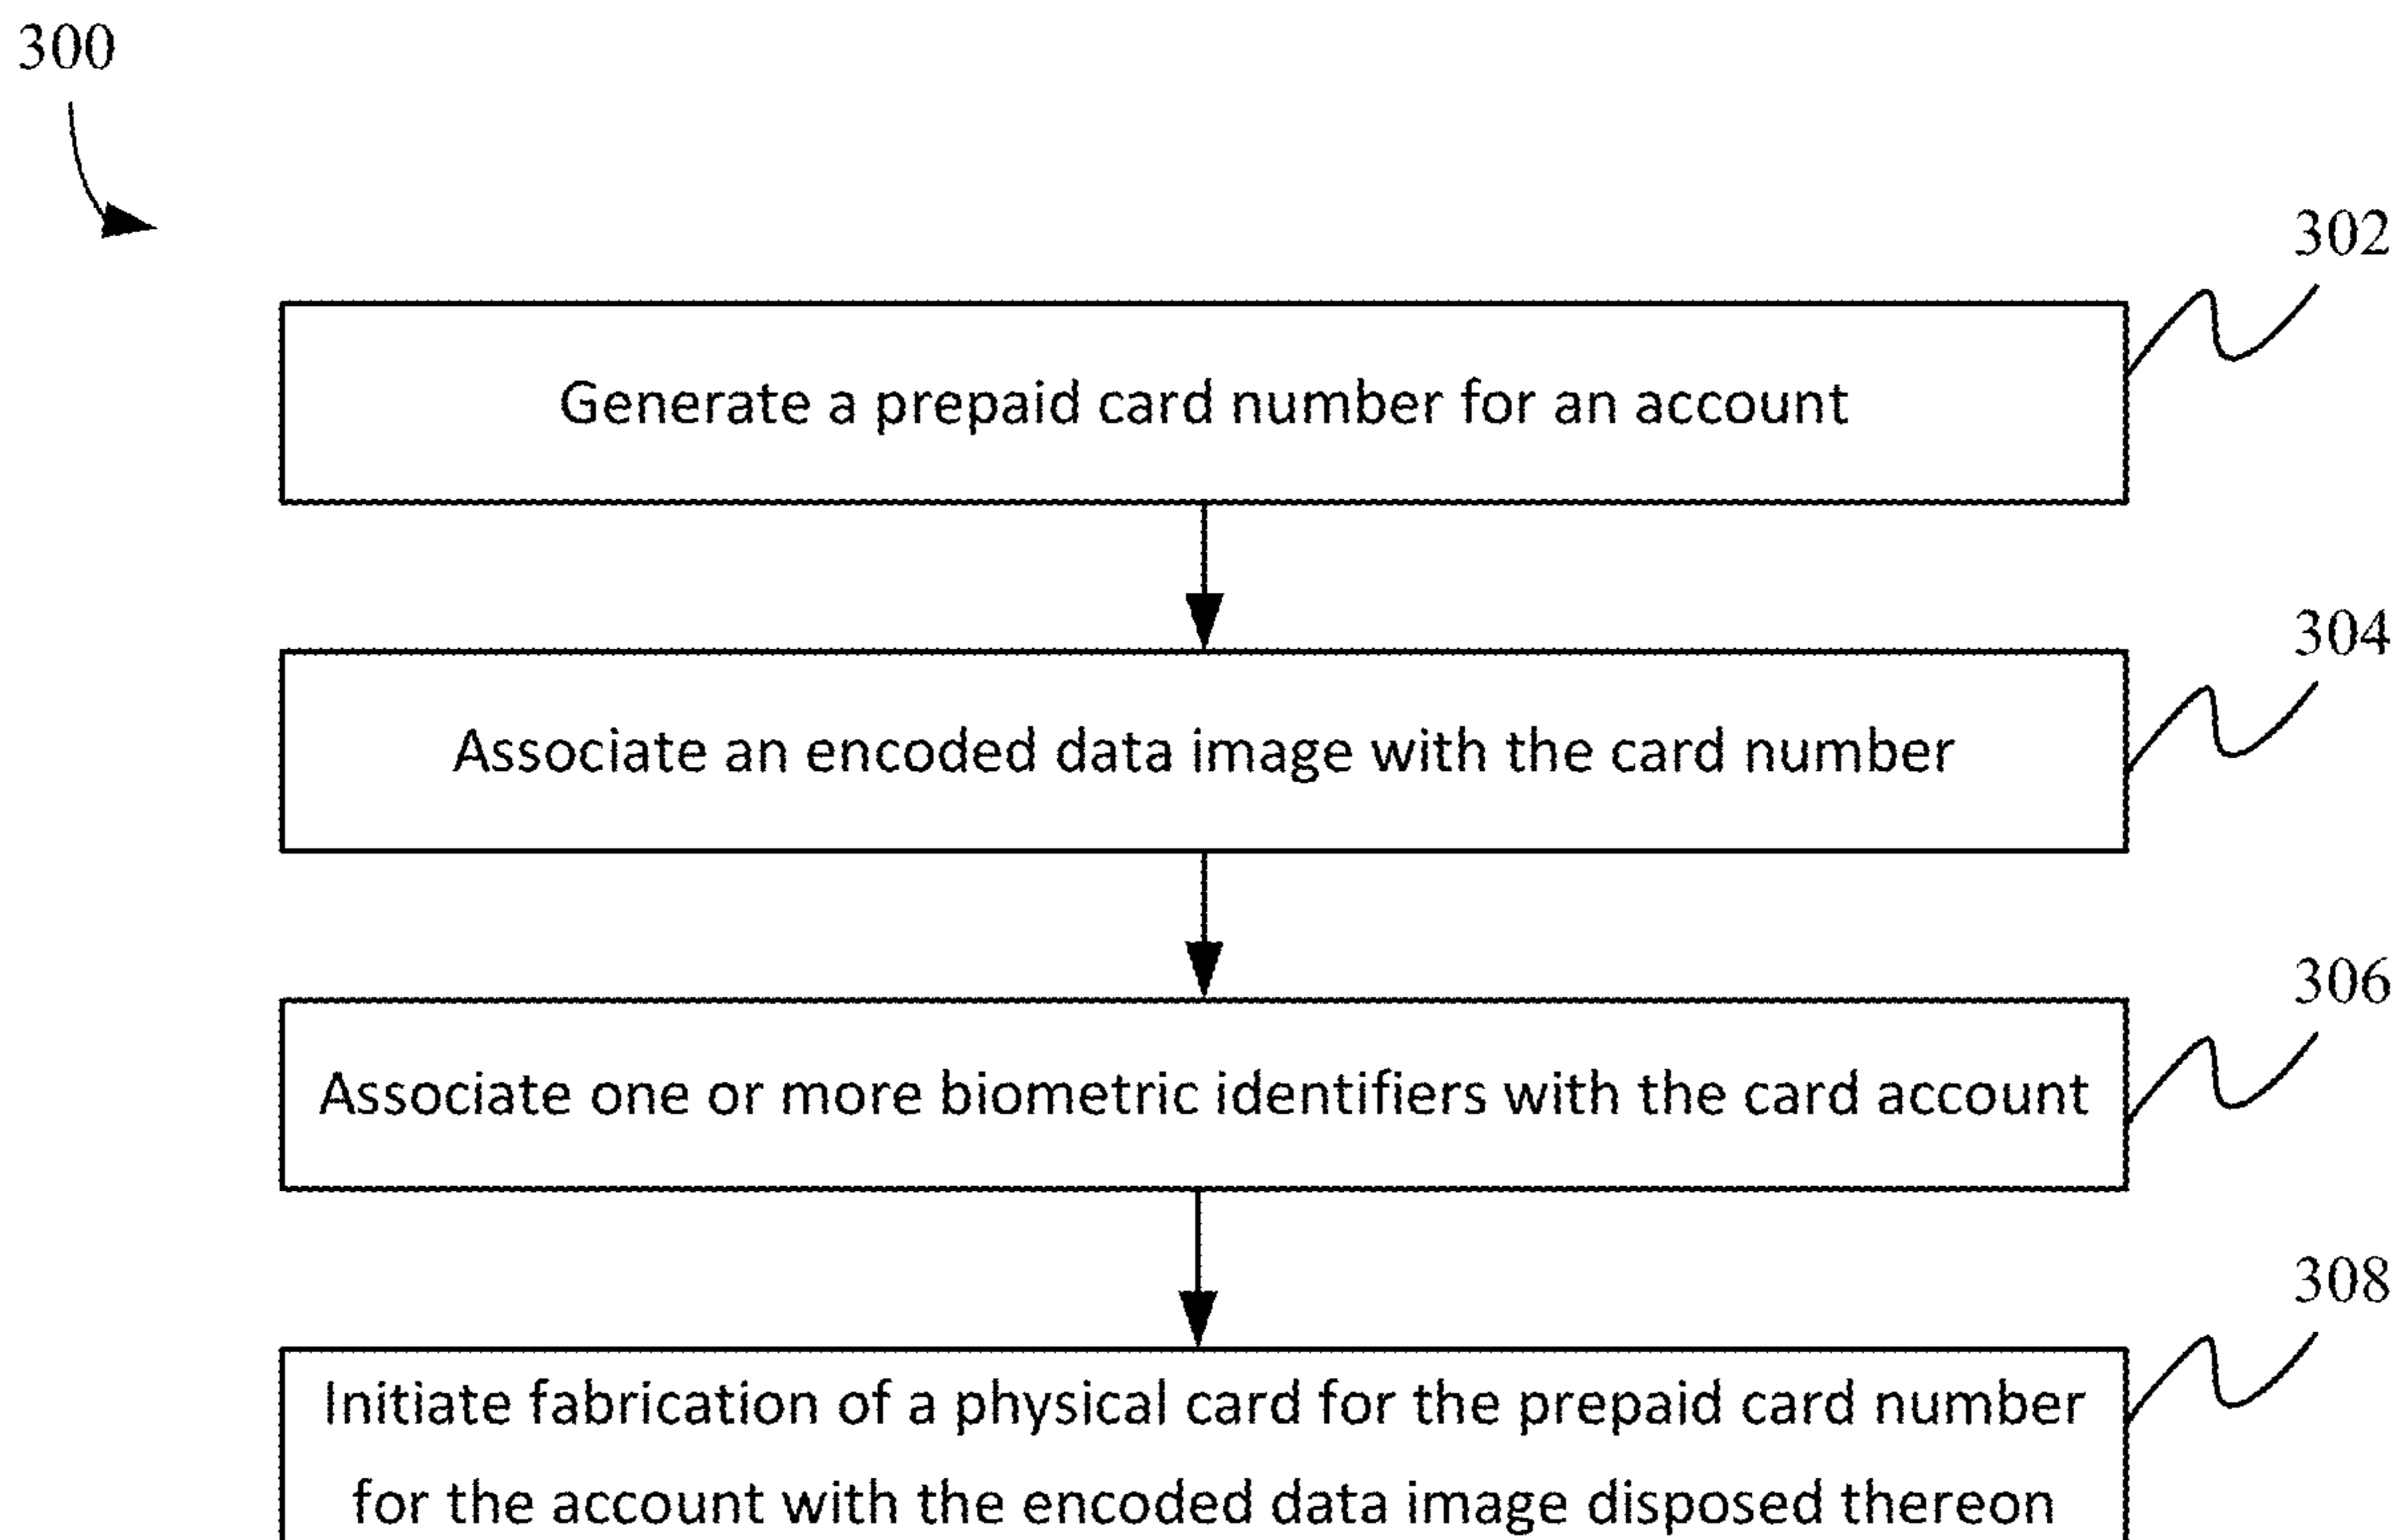 300
302
Generate a prepaid card number for an account
304
Associate an encoded data image with the card number
306
Associate one or more biometric identifiers with the card account
308
Initiate fabrication of a physical card for the prepaid card number
for the account with the encoded data image disposed thereon